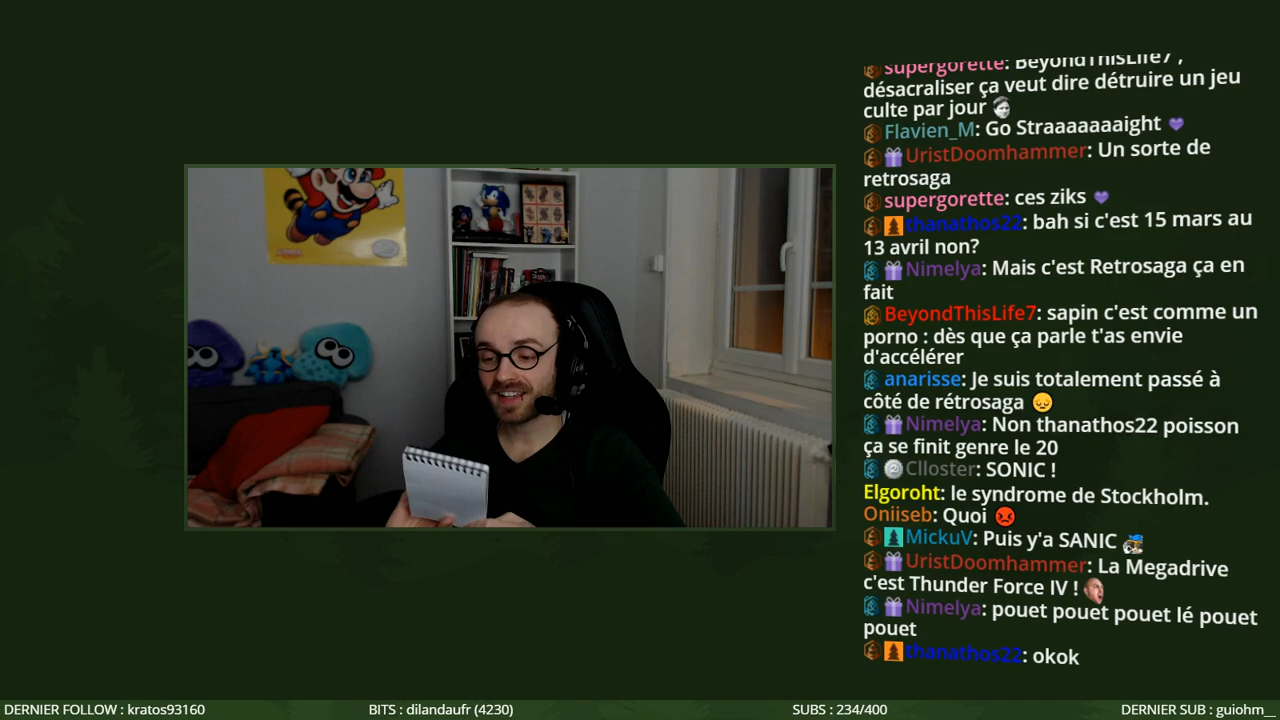 supergorette: BeyondThisLife7 ,
désacraliser ça veut dire détruire un jeu
culte par jour
Flavien_M: Go Straaaaaaaight
UristDoomhammer: Un sorte de
retrosaga
supergorette: ces ziks
thanathos22: bah si c'est 15 mars au
13 avril non?
Nimelya: Mais c'est Retrosaga ça en
fait
BeyondThisLife7: sapin c'est comme un
porno : dès que ça parle t'as envie
d'accélérer
anarisse: Je suis totalement passé à
côté de rétrosaga
Nimelya: Non thanathos22 poisson
ça se finit genre le 20
Clloster: SONIC !
Elgoroht: le syndrome de Stockholm.
Oniiseb: Quoi
MickuV: Puis y'a SANIC
UristDoomhammer: La Megadrive
c'est Thunder Force IV !
Nimelya: pouet pouet pouet lé pouet
pouet
thanathos22: okok
DERNIER FOLLOW : kratos93160
BITS : dilandaufr (4230)
SUBS : 234/400
DERNIER SUB : guiohm__